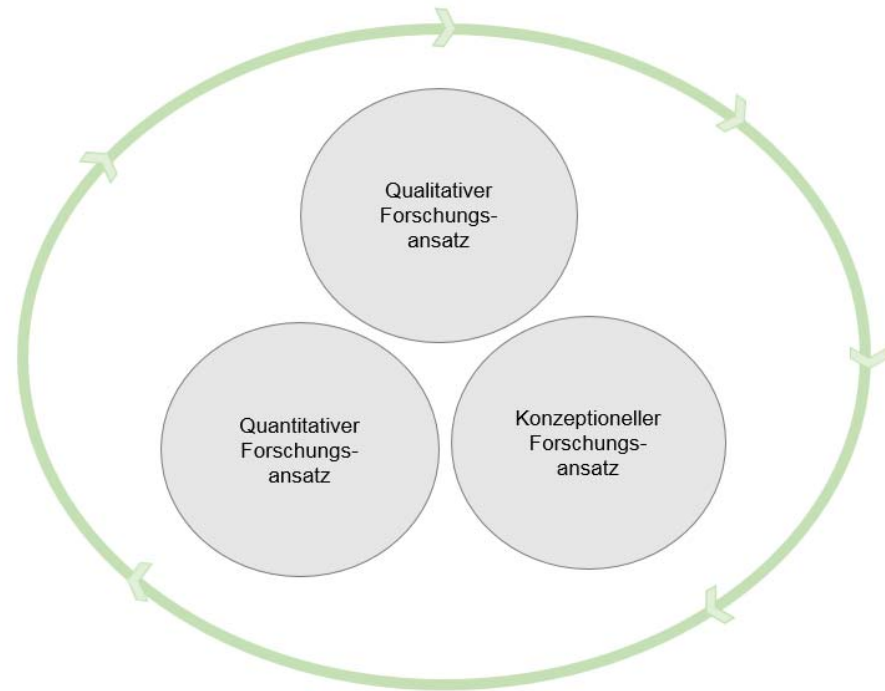 Qualitativer
Forschungs-
ansatz
Quantitativer
Forschungs-
ansatz
Konzeptioneller
Forschungs-
ansatz